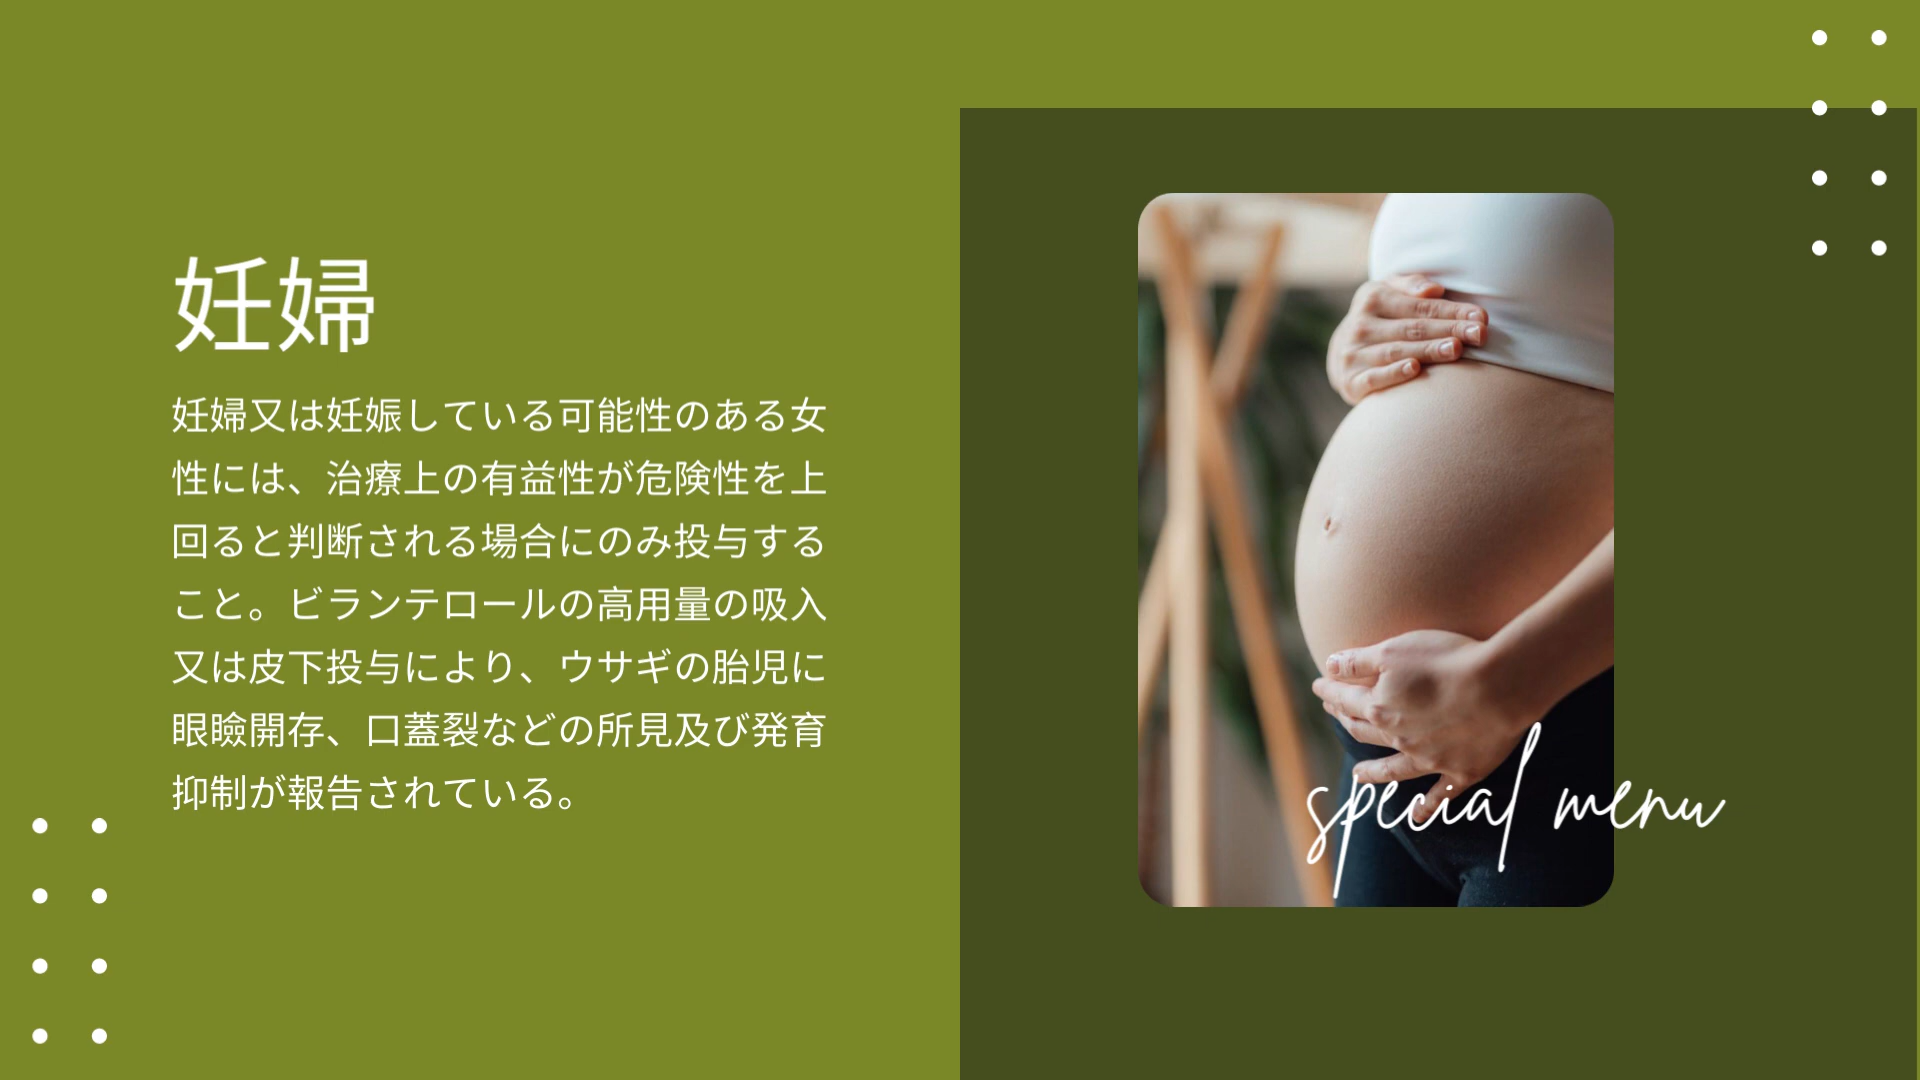 妊婦
妊婦又は妊娠している可能性のある女
性には、治療上の有益性が危険性を上
回ると判断される場合にのみ投与する
こと。ビランテロールの高用量の吸入
又は皮下投与により、ウサギの胎児に
眼瞼開存、口蓋裂などの所見及び発育
抑制が報告されている。
special menu